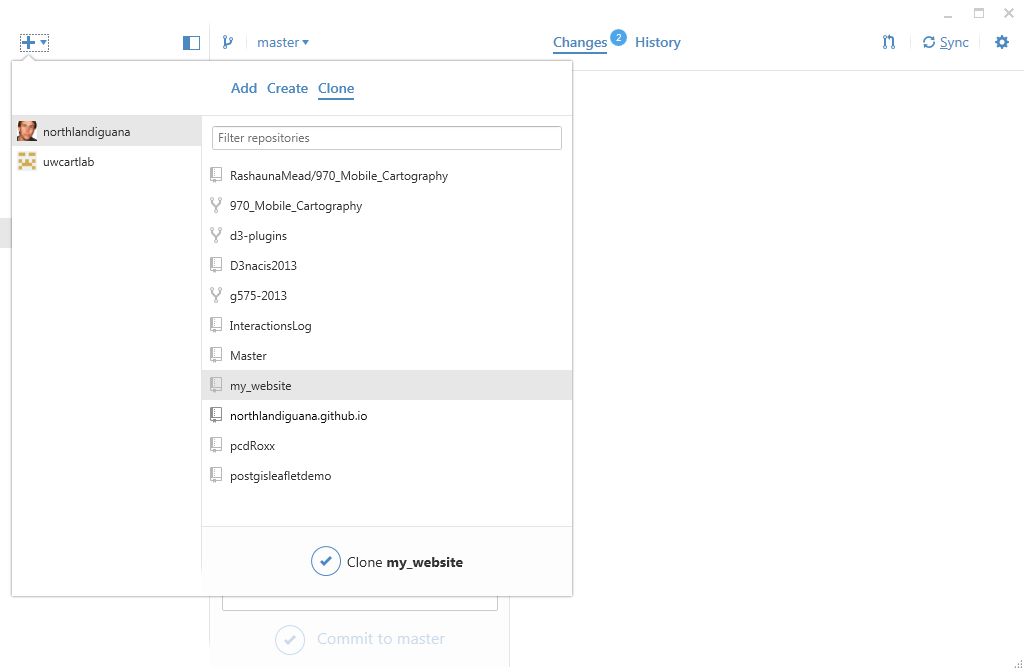 master
Changes 2 History
Sync
Add Create Clone
northlandiguana
uwcartlab
Filter repositories
RashaunaMead/970_Mobile_Cartography
970_Mobile_Cartography
d3-plugins
D3nacis2013
g575-2013
InteractionsLog
Master
my_website
northlandiguana.github.io
pcdRoxx
postgisleafletdemo
Clone my_website
Commit to master